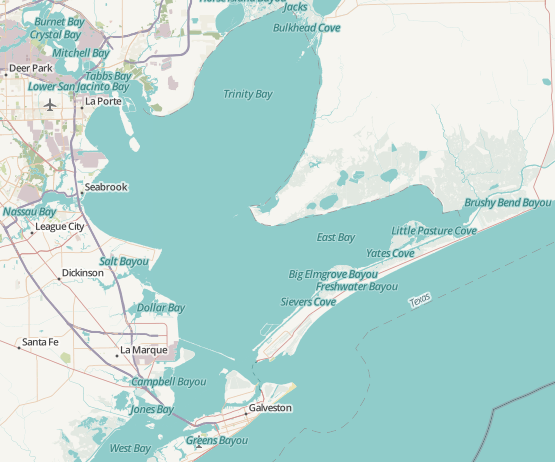 Horse Island Bayou
Jacks
Burnet Bay
Bulkhead Cove
Crystal Bay
Mitchell Bay
Deer Park
Tabbs Bay
Lower San Jacinto Bay
Trinity Bay
La Porte
Seabrook
Brushy Bend Bayou
Nassau Bay
League City
Little Pasture Cove
East Bay
Yates Cove
Salt Bayou
Dickinson
Big Elmgrove Bayou
Freshwater Bayou
Texas
Sievers Cove
Dollar Bay
Santa Fe
La Marque
Campbell Bayou
Jones Bay
Galveston
Greens Bayou
West Bay